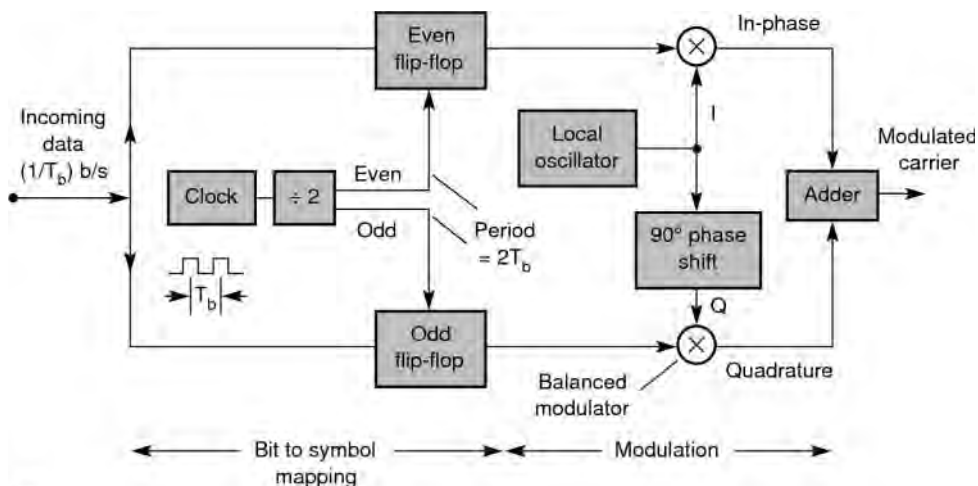 Even
flip-flop
In-phase
Incoming
data
(1/T_b) b/s
Local
oscillator
I
Modulated
carrier
Clock
÷ 2
Even
Odd
Adder
Period
= 2T_b
90° phase
shift
T_b
Q
Odd
flip-flop
Balanced
modulator
Quadrature
Bit to symbol
mapping
Modulation